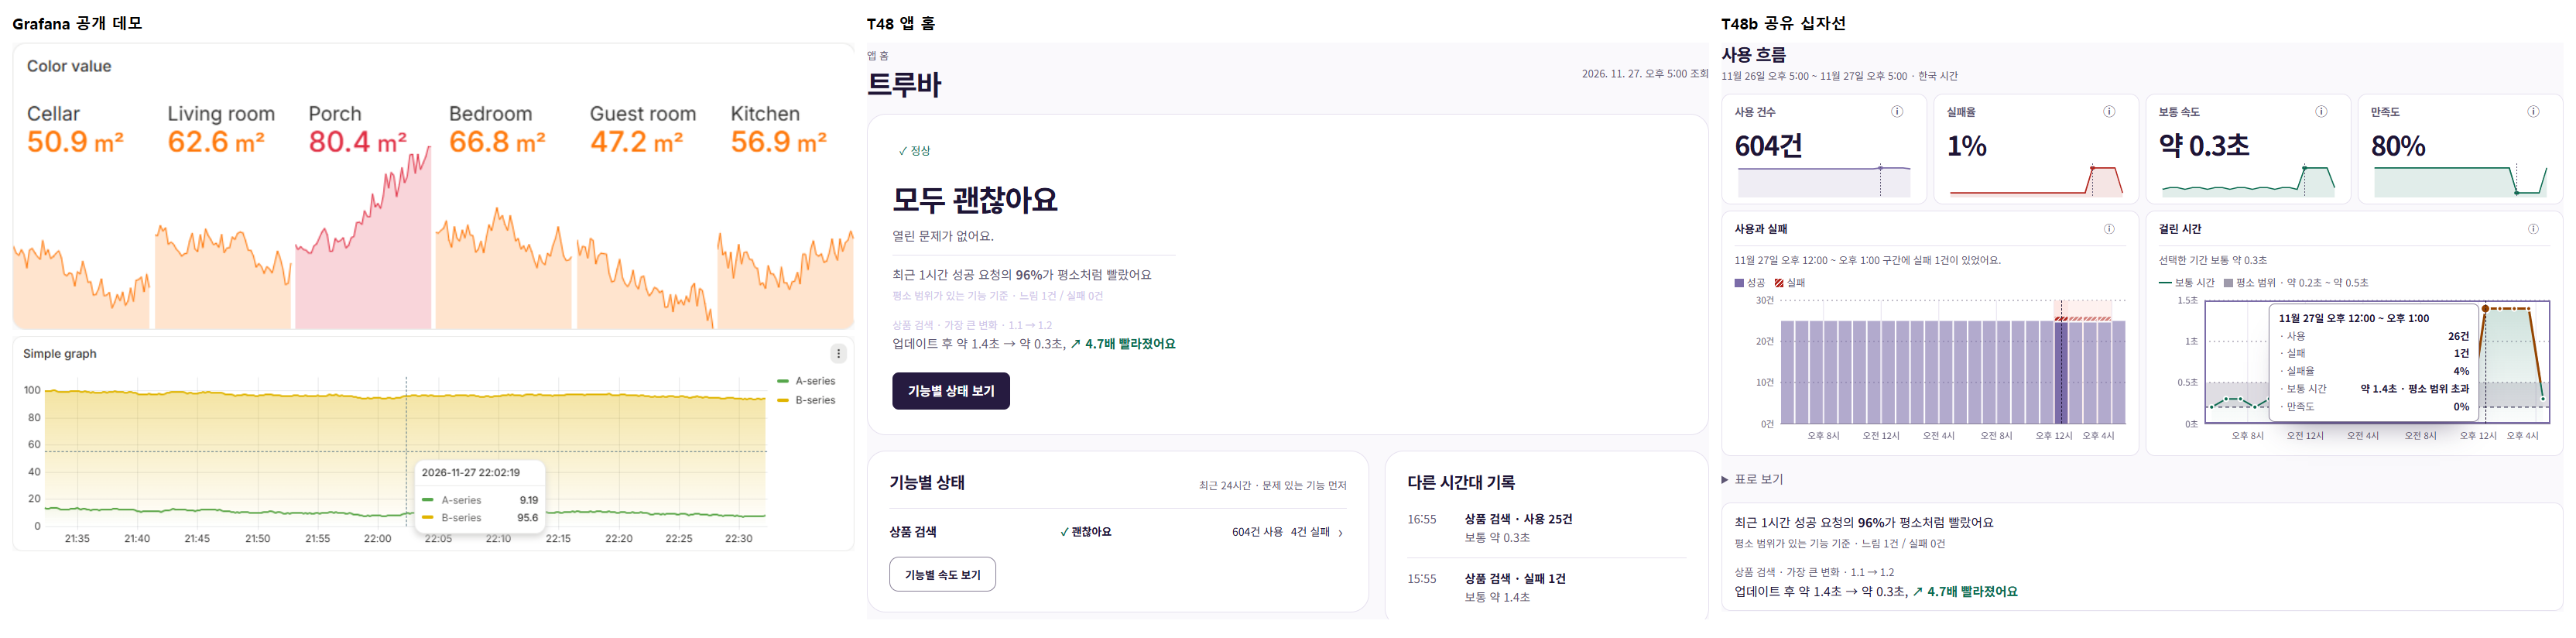 Grafana 공개 데모
Color value
Cellar
50.9 m²
Living room
62.6 m²
Porch
80.4 m²
Bedroom
66.8 m²
Guest room
47.2 m²
Kitchen
56.9 m²
Simple graph
100
80
60
40
20
0
21:35 21:40 21:45 21:50 21:55 22:00 22:05 22:10 22:15 22:20 22:25 22:30
A-series
B-series
2026-11-27 22:02:19
A-series 9.19
B-series 95.6
T48 앱 홈
앱 홈
트루바
2026. 11. 27. 오후 5:00 조회
✓ 정상
모두 괜찮아요
열린 문제가 없어요.
최근 1시간 성공 요청의 96%가 평소처럼 빨랐어요
평소 범위가 있는 기능 기준 · 느림 1건 / 실패 0건
상품 검색 · 가장 큰 변화 · 1.1 → 1.2
업데이트 후 약 1.4초 → 약 0.3초, ↗ 4.7배 빨라졌어요
기능별 상태 보기
기능별 상태
최근 24시간 · 문제 있는 기능 먼저
상품 검색 ✓ 괜찮아요 604건 사용 4건 실패 ›
기능별 속도 보기
다른 시간대 기록
16:55 상품 검색 · 사용 25건
보통 약 0.3초
15:55 상품 검색 · 실패 1건
보통 약 1.4초
T48b 공유 십자선
사용 흐름
11월 26일 오후 5:00 ~ 11월 27일 오후 5:00 · 한국 시간
사용 건수 ⓘ
604건
실패율 ⓘ
1%
보통 속도 ⓘ
약 0.3초
만족도 ⓘ
80%
사용과 실패 ⓘ
11월 27일 오후 12:00 ~ 오후 1:00 구간에 실패 1건이 있었어요.
성공 실패
30건
20건
10건
0건
오후 8시 오전 12시 오전 4시 오전 8시 오후 12시 오후 4시
걸린 시간 ⓘ
선택한 기간 보통 약 0.3초
보통 시간 평소 범위 · 약 0.2초 ~ 약 0.5초
1.5초
1초
0.5초
0초
11월 27일 오후 12:00 ~ 오후 1:00
· 사용 26건
· 실패 1건
· 실패율 4%
· 보통 시간 약 1.4초 · 평소 범위 초과
· 만족도 0%
오후 8시 오전 12시 오전 4시 오전 8시 오후 12시 오후 4시
▶ 표로 보기
최근 1시간 성공 요청의 96%가 평소처럼 빨랐어요
평소 범위가 있는 기능 기준 · 느림 1건 / 실패 0건
상품 검색 · 가장 큰 변화 · 1.1 → 1.2
업데이트 후 약 1.4초 → 약 0.3초, ↗ 4.7배 빨라졌어요